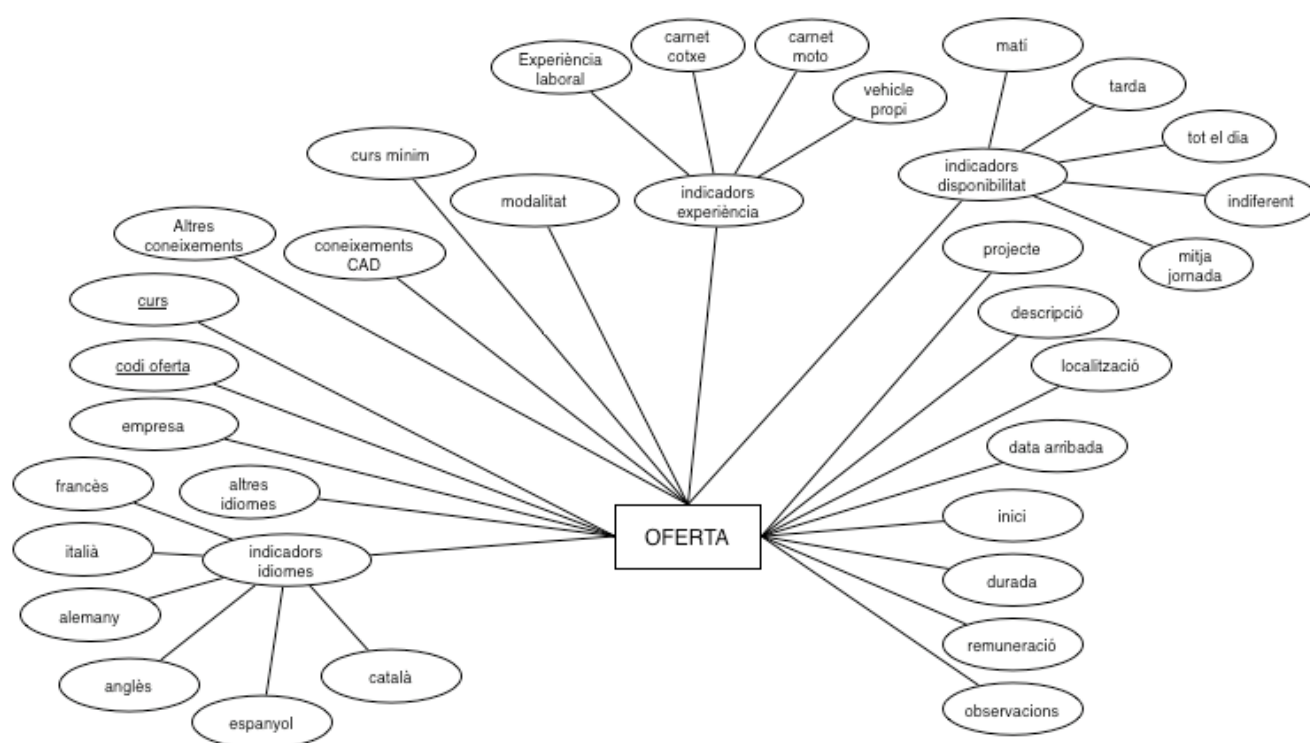 carnet
cotxe
carnet
moto
matí
Experiència
laboral
tarda
vehicle
propi
tot el dia
curs mínim
indicadors
disponibilitat
modalitat
indicadors
experiència
indiferent
Altres
coneixements
coneixements
CAD
projecte
mitja
jornada
curs
descripció
codi oferta
localització
empresa
data arribada
francès
altres
idiomes
inici
OFERTA
italià
indicadors
idiomes
durada
alemany
remuneració
anglès
català
espanyol
observacions